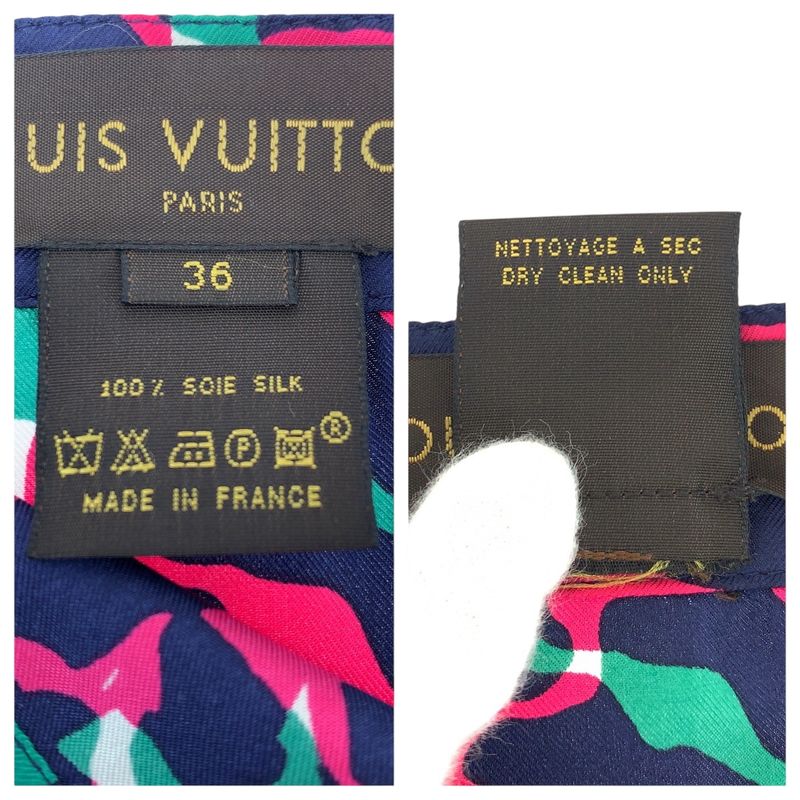 UIS VUITTO
PARIS
36
100% SOIE SILK
P
®
MADE IN FRANCE
NETTOYAGE A SEC
DRY CLEAN ONLY